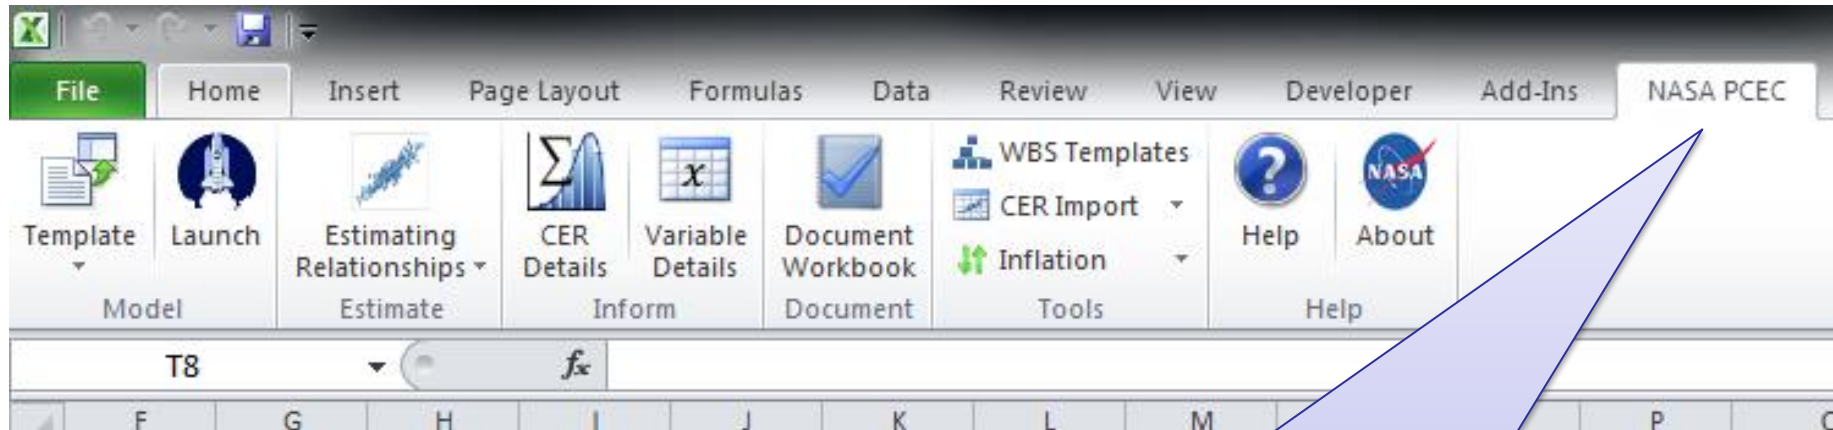 File Home Insert Page Layout Formulas Data Review View Developer Add-Ins NASA PCEC
Template
Launch
Estimating
Relationships
CER
Details
Variable
Details
Document
Workbook
WBS Templates
CER Import
Inflation
Help
NASA
About
Model Estimate Inform Document Tools Help
T8 fx
F G H I J K L M P